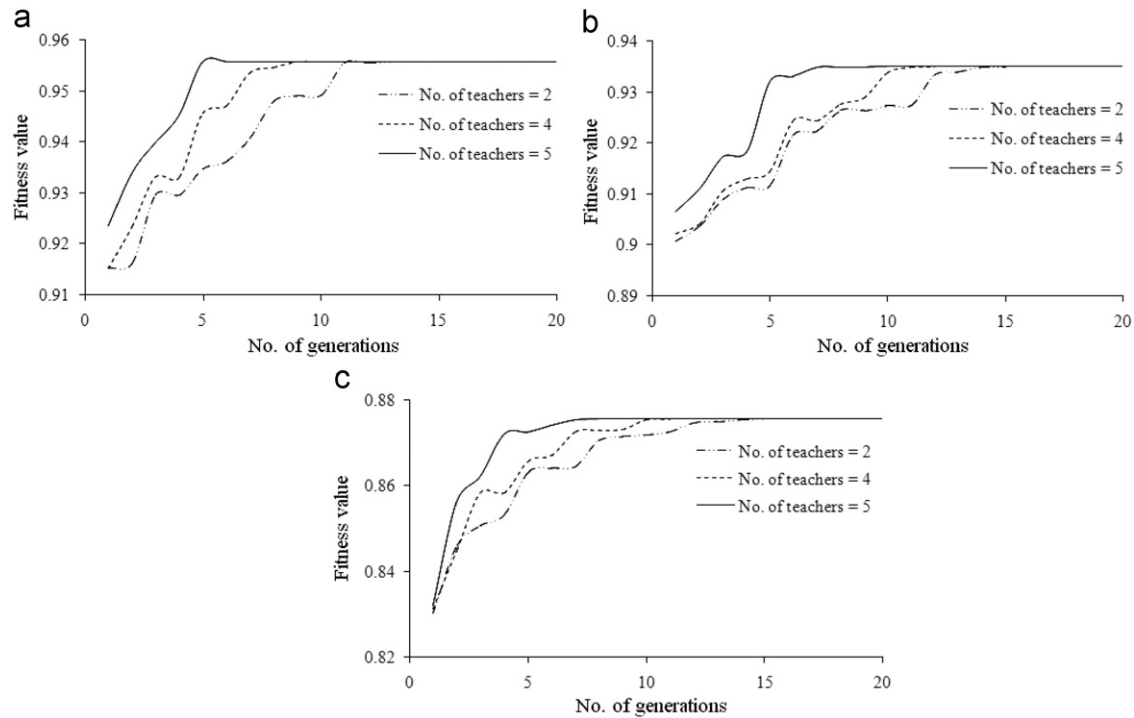 a
0.96
0.95
0.94
0.93
0.92
0.91
Fitness value
0
5
10
15
20
No. of generations
No. of teachers = 2
No. of teachers = 4
No. of teachers = 5
b
0.94
0.93
0.92
0.91
0.9
0.89
Fitness value
0
5
10
15
20
No. of generations
No. of teachers = 2
No. of teachers = 4
No. of teachers = 5
c
0.88
0.86
0.84
0.82
Fitness value
0
5
10
15
20
No. of generations
No. of teachers = 2
No. of teachers = 4
No. of teachers = 5